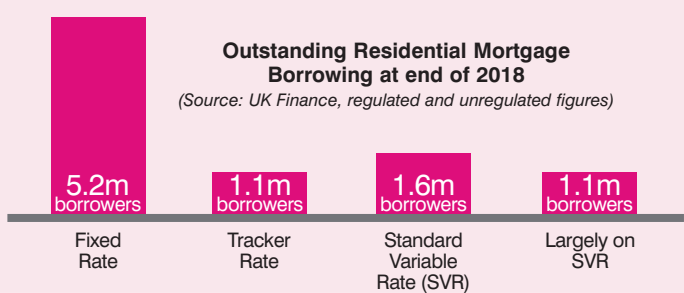 Outstanding Residential Mortgage
Borrowing at end of 2018
(Source: UK Finance, regulated and unregulated figures)
5.2m
borrowers
1.1m
borrowers
1.6m
borrowers
1.1m
borrowers
Fixed
Rate
Tracker
Rate
Standard
Variable
Rate (SVR)
Largely on
SVR